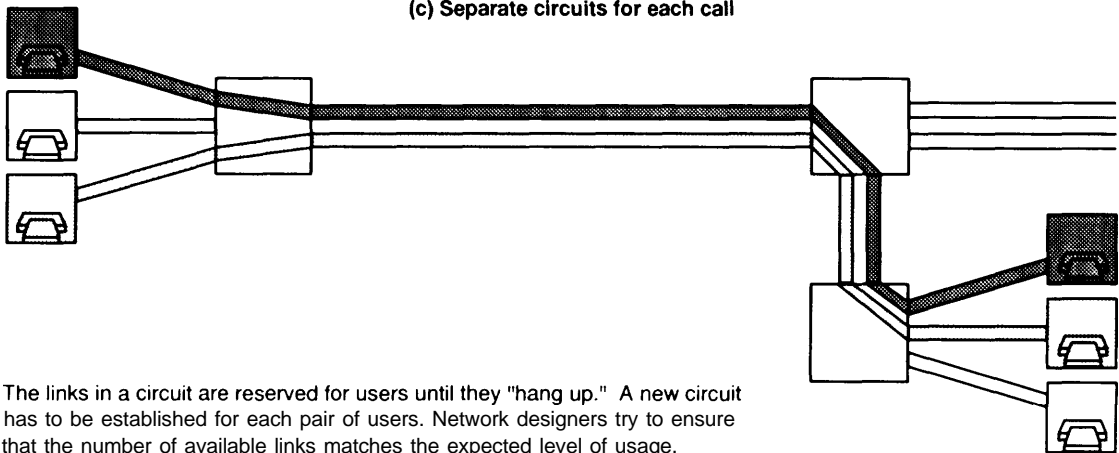 (c) Separate circuits for each call
The links in a circuit are reserved for users until they "hang up." A new circuit
has to be established for each pair of users. Network designers try to ensure
that the number of available links matches the expected level of usage.